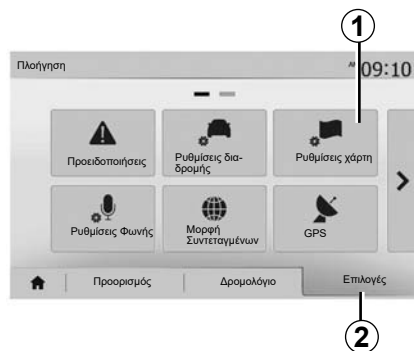 1
Πλοήγηση
AM 09:10
Προειδοποιήσεις
Ρυθμίσεις δια-
δρομής
Ρυθμίσεις χάρτη
Ρυθμίσεις Φωνής
Μορφή
Συντεταγμένων
GPS
Προορισμός
Δρομολόγιο
Επιλογές
2